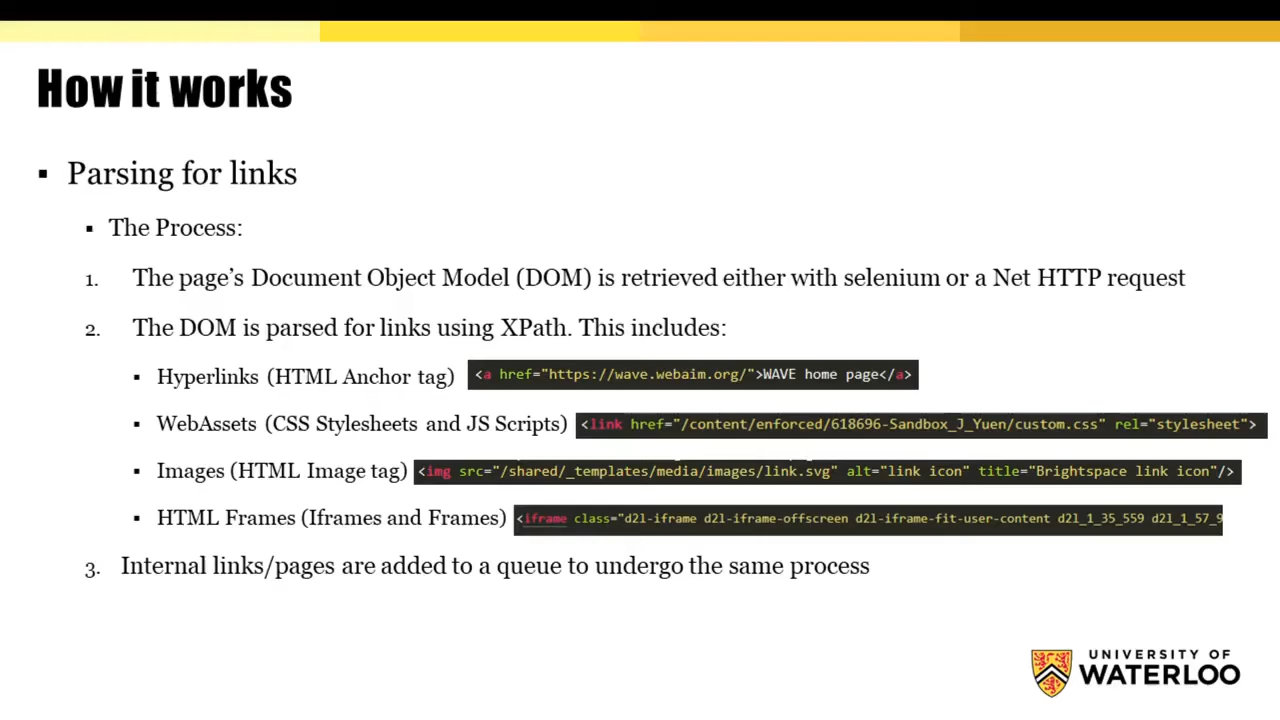 How it works
▪ Parsing for links
▪ The Process:
1. The page’s Document Object Model (DOM) is retrieved either with selenium or a Net HTTP request
2. The DOM is parsed for links using XPath. This includes:
▪ Hyperlinks (HTML Anchor tag) <a href="https://wave.webaim.org/">WAVE home page</a>
▪ WebAssets (CSS Stylesheets and JS Scripts) <link href="/content/enforced/618696-Sandbox_J_Yuen/custom.css" rel="stylesheet">
▪ Images (HTML Image tag) <img src="/shared/_templates/media/images/link.svg" alt="link icon" title="Brightspace link icon"/>
▪ HTML Frames (Iframes and Frames) <iframe class="d2l-iframe d2l-iframe-offscreen d2l-iframe-fit-user-content d2l_1_35_559 d2l_1_57_9
3. Internal links/pages are added to a queue to undergo the same process
UNIVERSITY OF
WATERLOO